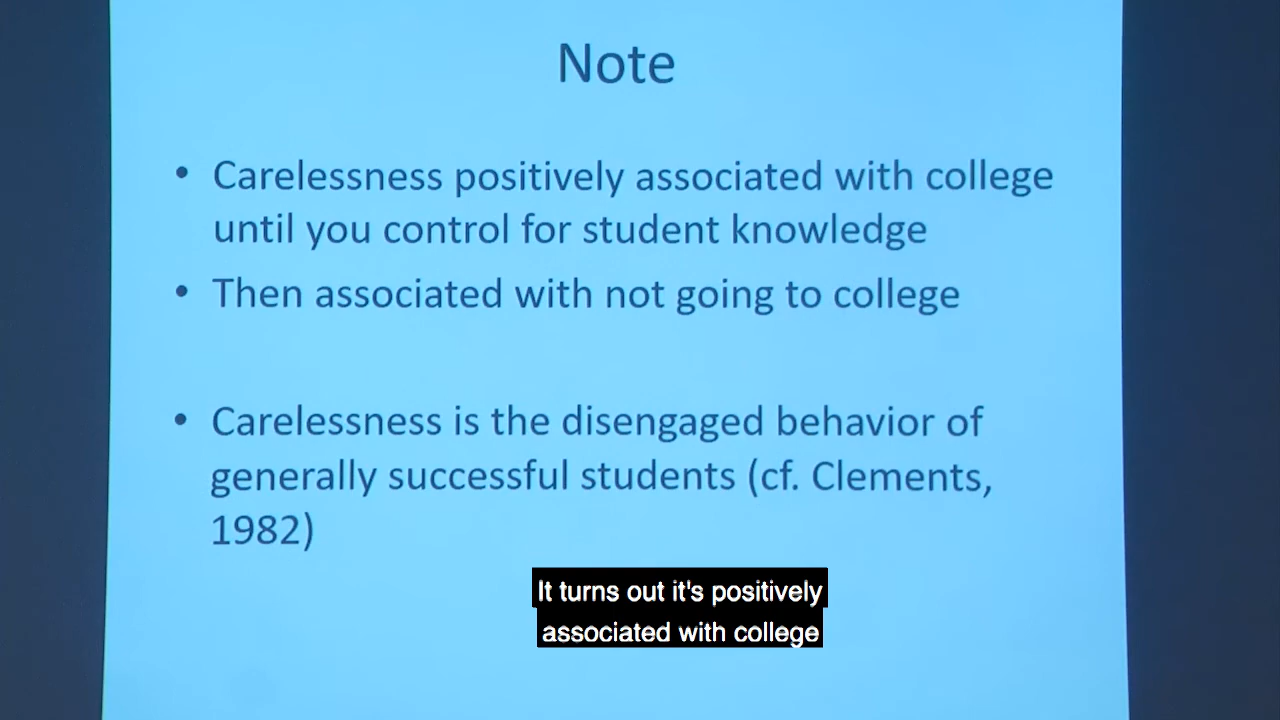 Note
• Carelessness positively associated with college
until you control for student knowledge
• Then associated with not going to college
• Carelessness is the disengaged behavior of
generally successful students (cf. Clements,
1982)
It turns out it's positively
associated with college